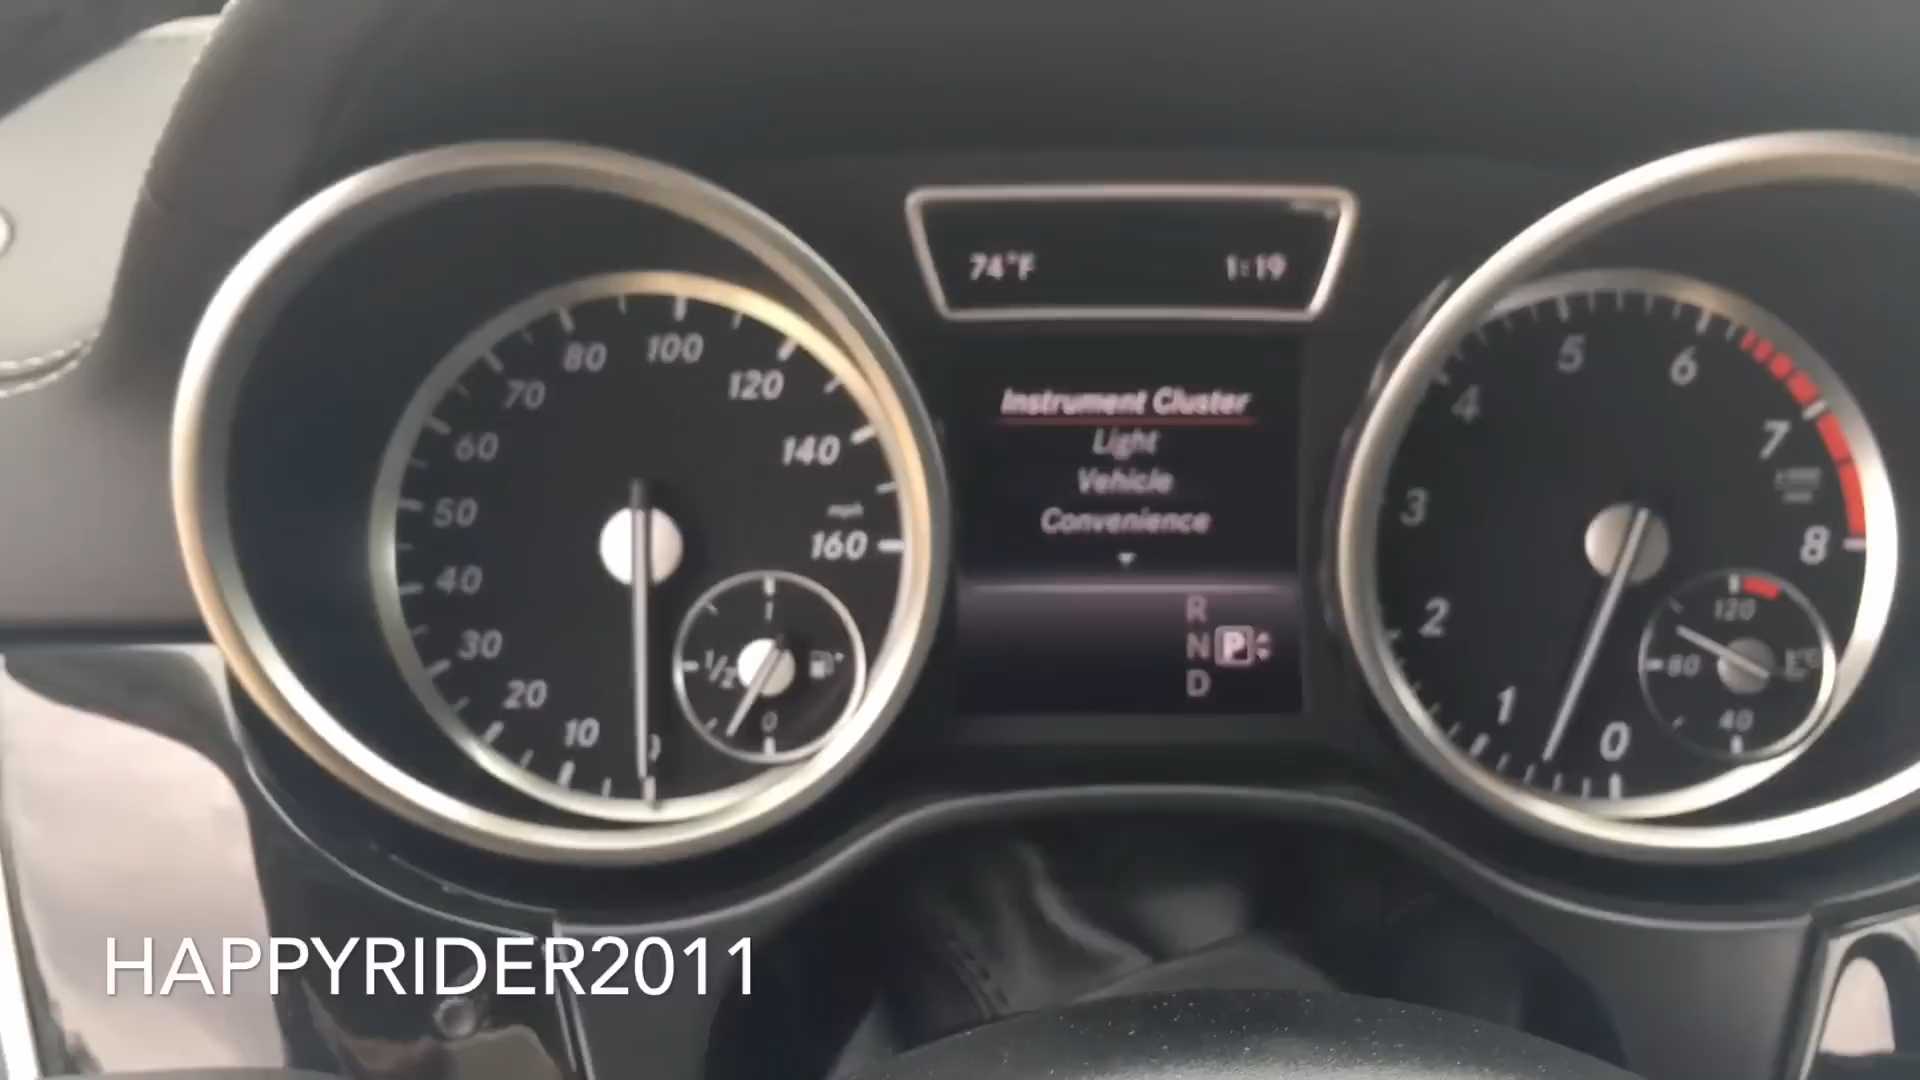 74°F 1:19
Instrument Cluster
Light
Vehicle
Convenience
R
N P
D
10
20
30
40
50
60
70
80
100
120
140
mph
160
1
1/2
0
0
1
2
3
4
5
6
7
8
120
80
40
HAPPYRIDER2011